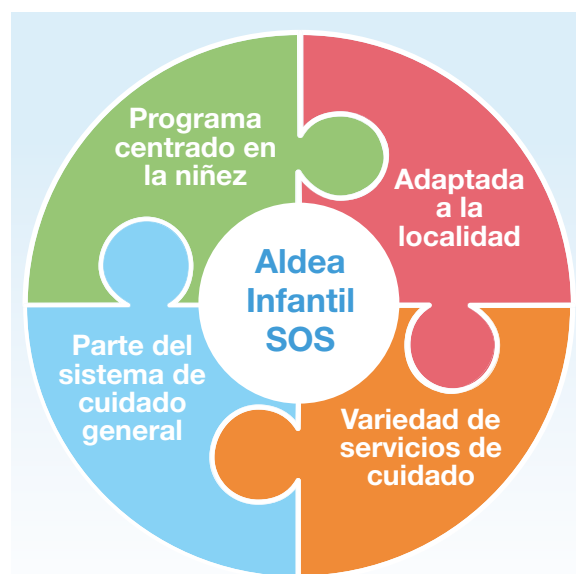 Programa
centrado en
la niñez
Adaptada
a la
localidad
Aldea
Infantil
SOS
Parte del
sistema de
cuidado
general
Variedad de
servicios de
cuidado